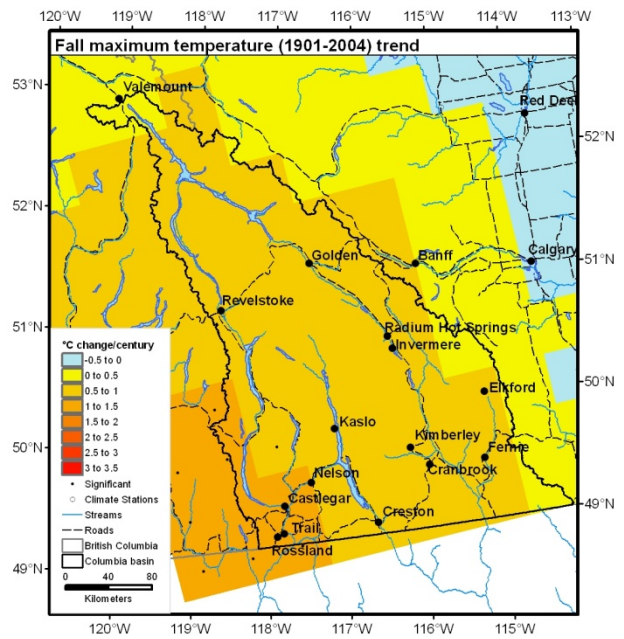 120°W 119°W 118°W 117°W 116°W 115°W 114°W 113°W
Fall maximum temperature (1901-2004) trend
53°N
Valemount
Red Deer
52°N
52°N
Golden
Banff
Calgary
51°N
Revelstoke
51°N
Radium Hot Springs
Invermere
°C change/century
-0.5 to 0
0 to 0.5
0.5 to 1
1 to 1.5
1.5 to 2
2 to 2.5
2.5 to 3
3 to 3.5
Significant
Climate Stations
Streams
Roads
British Columbia
Columbia basin
0 40 80
Kilometers
50°N
Elkford
Kaslo
50°N
Kimberley
Fernie
Cranbrook
Nelson
Castlegar
49°N
Creston
Trail
Rossland
49°N
120°W 119°W 118°W 117°W 116°W 115°W